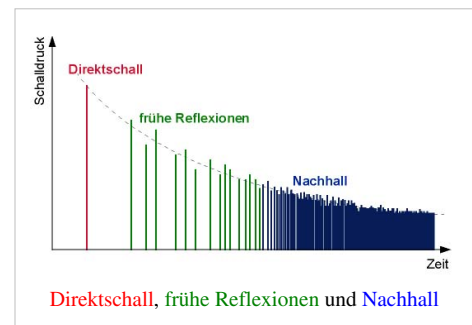 Schalldruck
Direktschall
frühe Reflexionen
Nachhall
Zeit
Direktschall, frühe Reflexionen und Nachhall